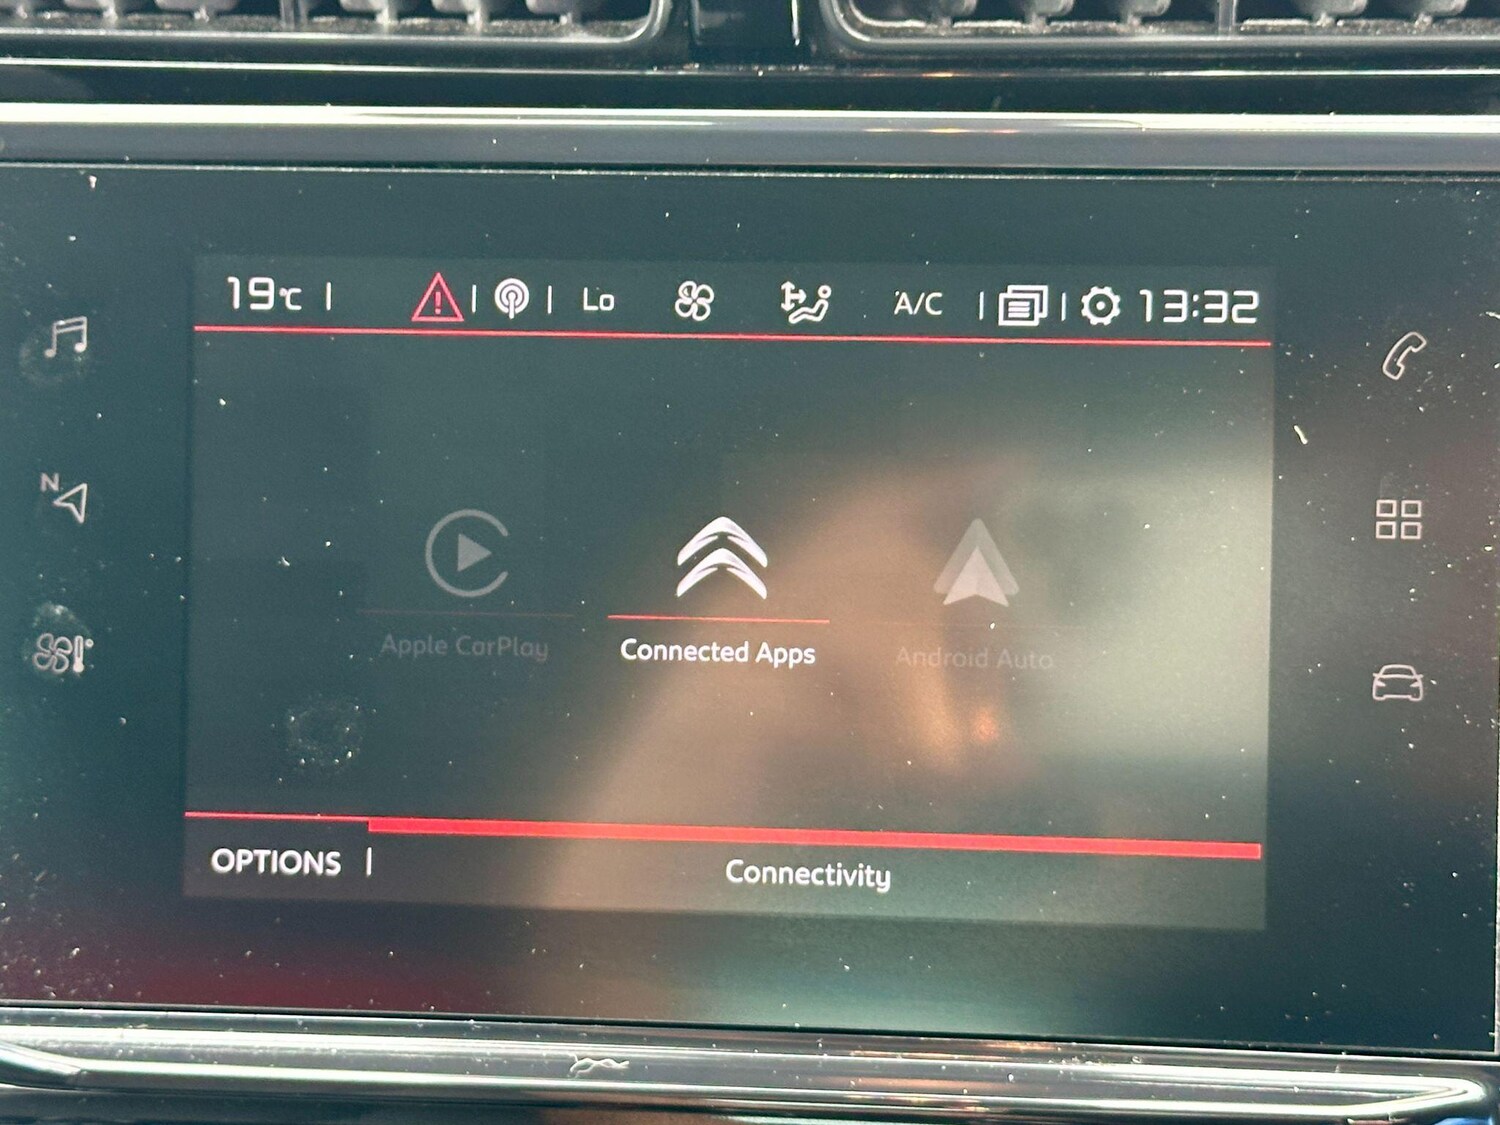 19°C | | | Lo A/C | | 13:32
N
Apple CarPlay Connected Apps Android Auto
OPTIONS | Connectivity